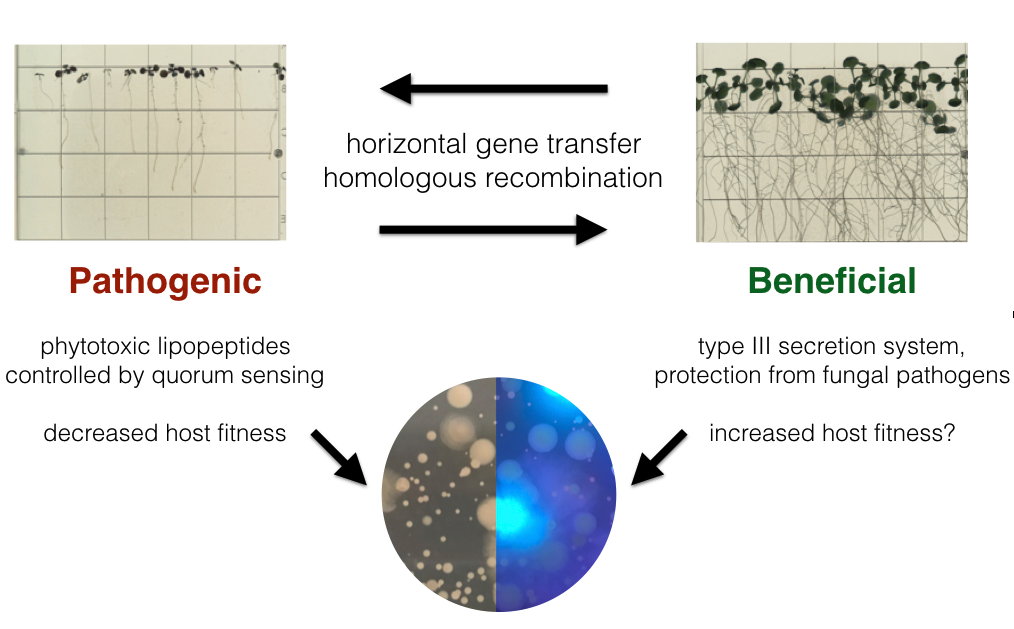 horizontal gene transfer
homologous recombination
Pathogenic
Beneficial
phytotoxic lipopeptides
controlled by quorum sensing
type III secretion system,
protection from fungal pathogens
decreased host fitness
increased host fitness?